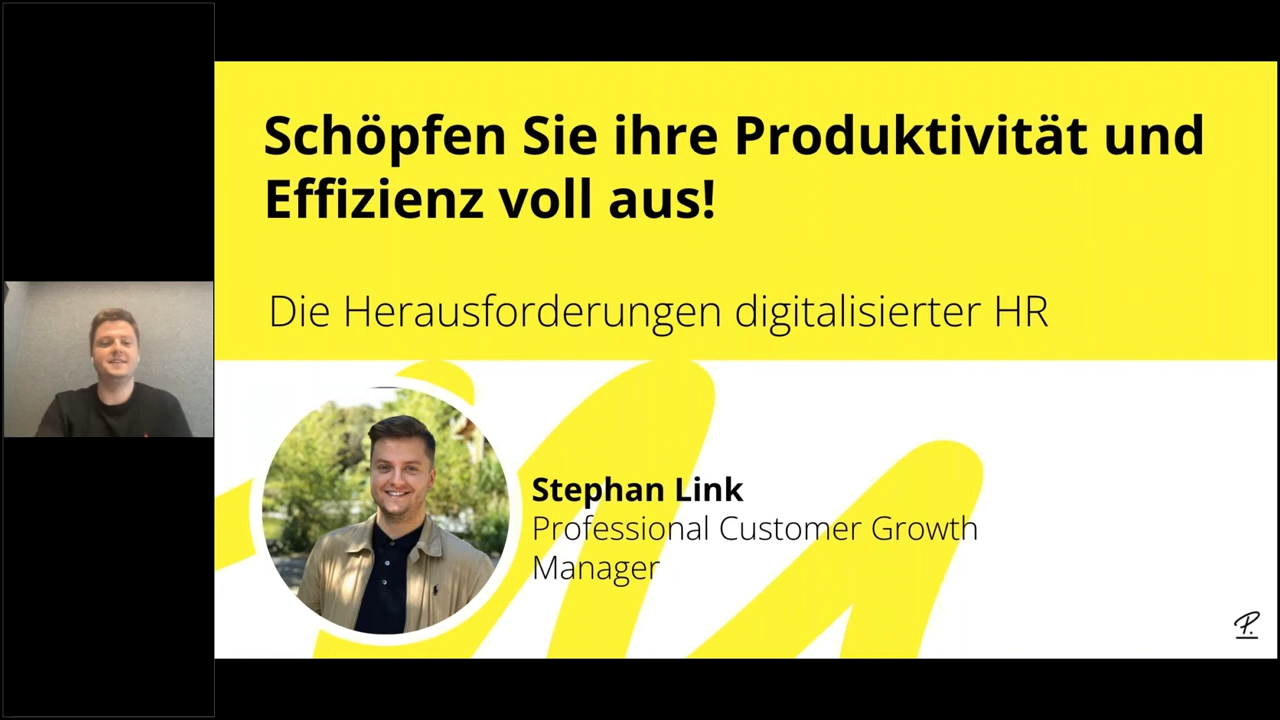 Schöpfen Sie ihre Produktivität und
Effizienz voll aus!
Die Herausforderungen digitalisierter HR
Stephan Link
Professional Customer Growth
Manager
P.